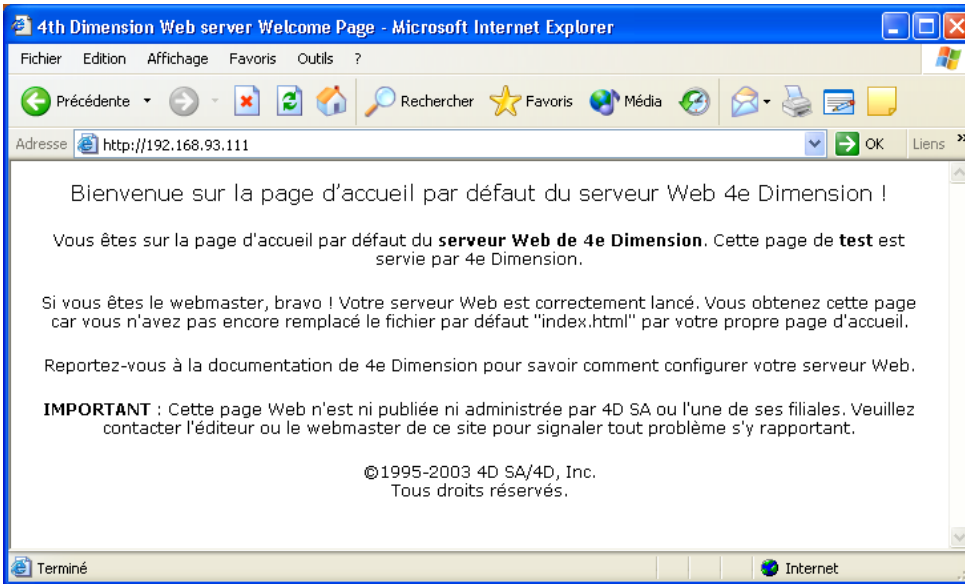 4th Dimension Web server Welcome Page - Microsoft Internet Explorer
Fichier Edition Affichage Favoris Outils ?
Précédente Rechercher Favoris Média
Adresse http://192.168.93.111 OK Liens »
Bienvenue sur la page d'accueil par défaut du serveur Web 4e Dimension !
Vous êtes sur la page d'accueil par défaut du serveur Web de 4e Dimension. Cette page de test est
servie par 4e Dimension.
Si vous êtes le webmaster, bravo ! Votre serveur Web est correctement lancé. Vous obtenez cette page
car vous n'avez pas encore remplacé le fichier par défaut "index.html" par votre propre page d'accueil.
Reportez-vous à la documentation de 4e Dimension pour savoir comment configurer votre serveur Web.
IMPORTANT : Cette page Web n'est ni publiée ni administrée par 4D SA ou l'une de ses filiales. Veuillez
contacter l'éditeur ou le webmaster de ce site pour signaler tout problème s'y rapportant.
©1995-2003 4D SA/4D, Inc.
Tous droits réservés.
Terminé Internet